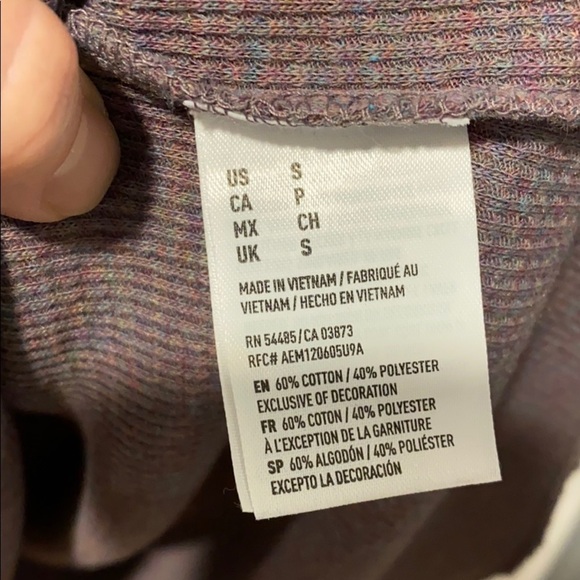 US S
CA P
MX CH
UK S
MADE IN VIETNAM / FABRIQUÉ AU
VIETNAM / HECHO EN VIETNAM
RN 54485 / CA 03873
RFC# AEM120605U9A
EN 60% COTTON / 40% POLYESTER
EXCLUSIVE OF DECORATION
FR 60% COTON / 40% POLYESTER
À L'EXCEPTION DE LA GARNITURE
SP 60% ALGODÓN / 40% POLIÉSTER
EXCEPTO LA DECORACIÓN